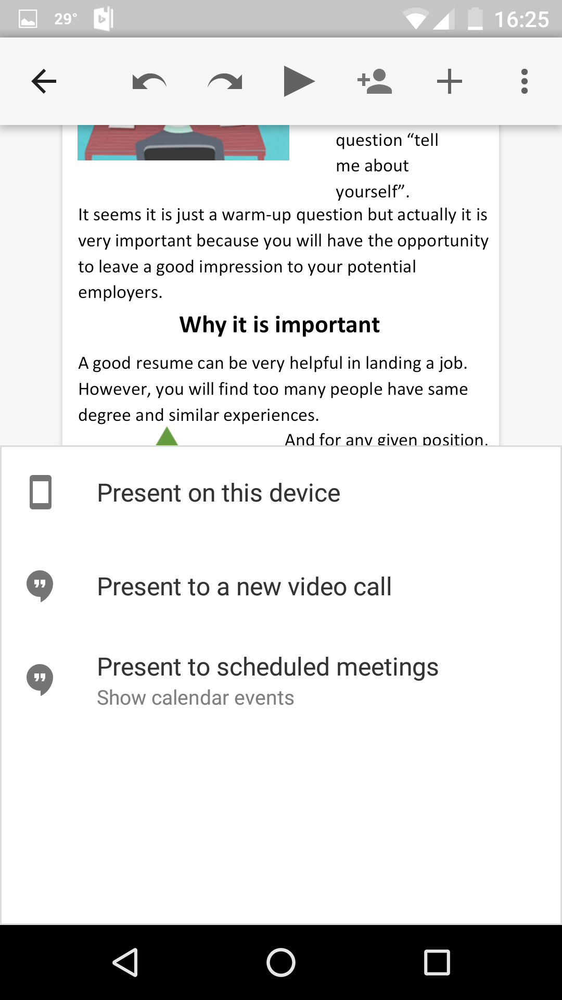 29°
16:25
question “tell
me about
yourself”.
It seems it is just a warm-up question but actually it is
very important because you will have the opportunity
to leave a good impression to your potential
employers.
Why it is important
A good resume can be very helpful in landing a job.
However, you will find too many people have same
degree and similar experiences.
And for any given position,
Present on this device
Present to a new video call
Present to scheduled meetings
Show calendar events